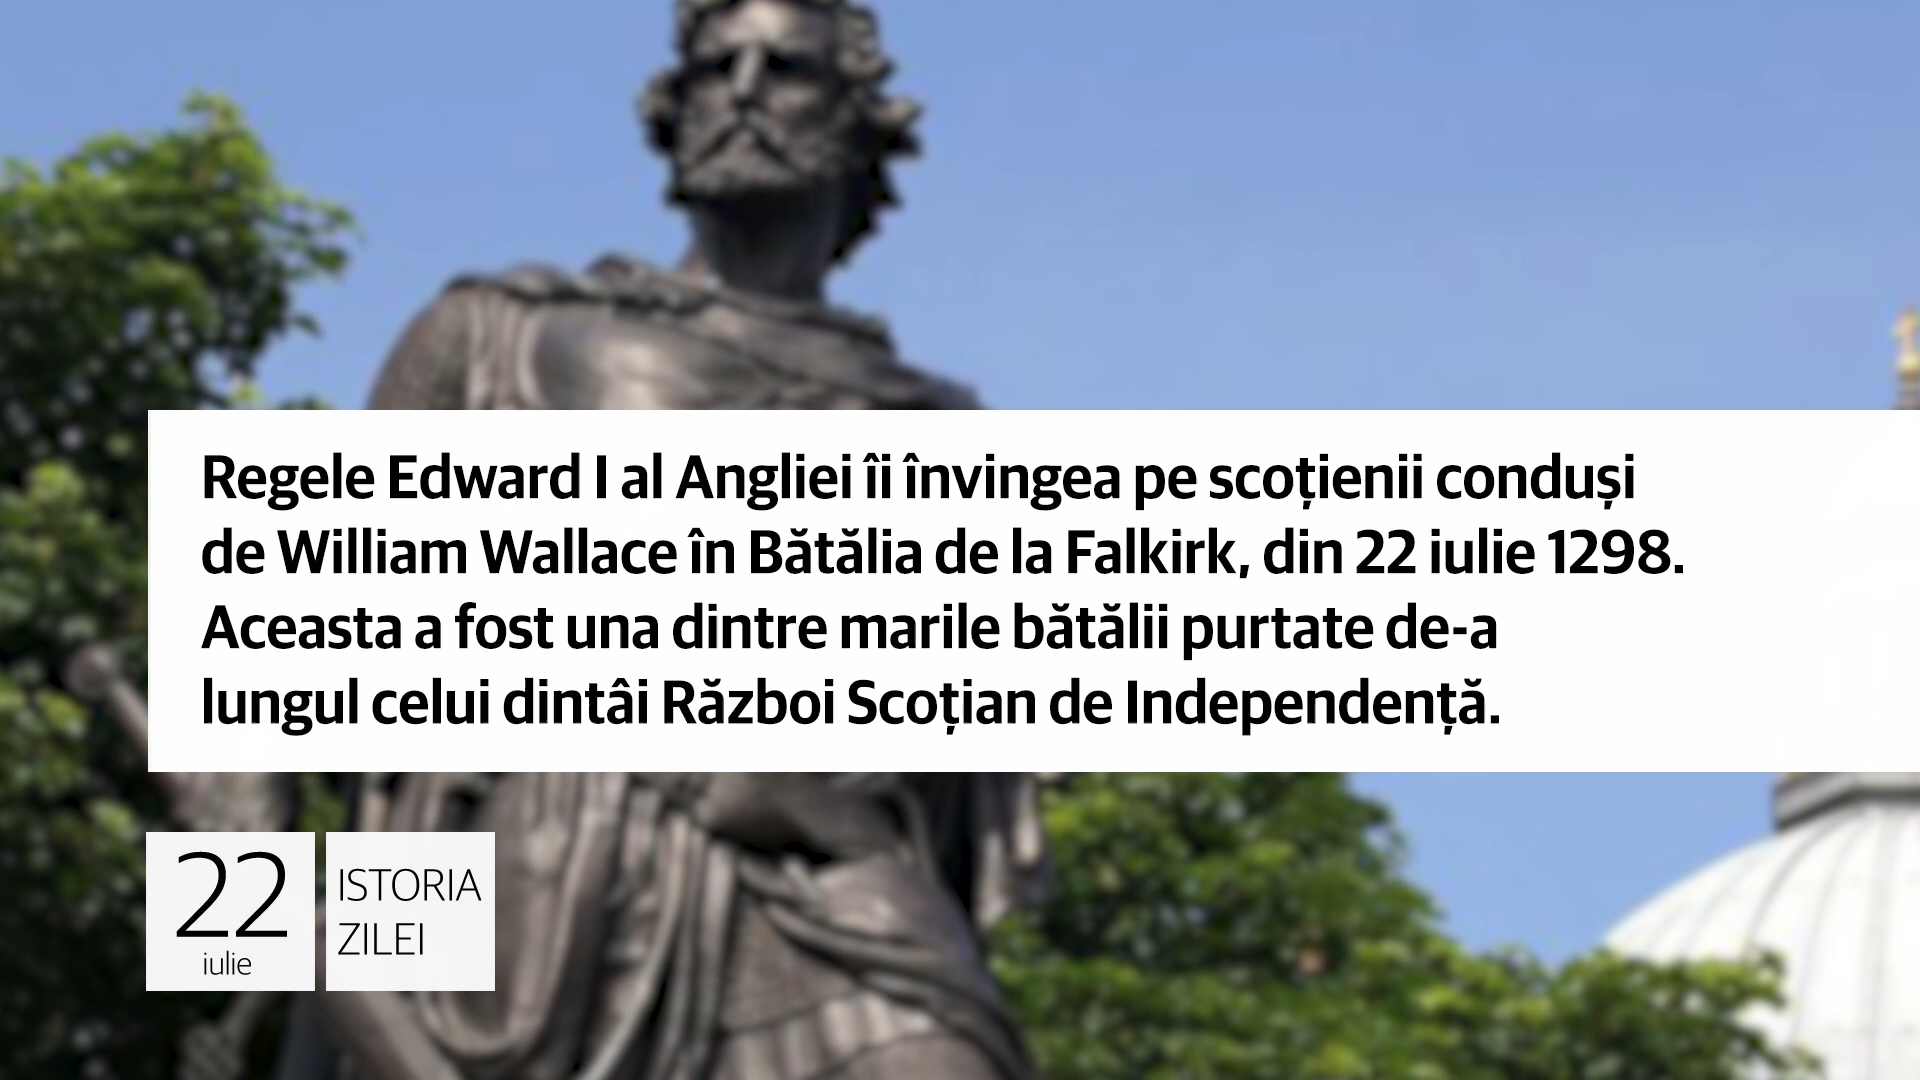 Regele Edward I al Angliei îi învingea pe scoțienii conduși
de William Wallace în Bătălia de la Falkirk, din 22 iulie 1298.
Aceasta a fost una dintre marile bătălii purtate de-a
lungul celui dintâi Război Scoțian de Independență.
22
iulie
ISTORIA
ZILEI